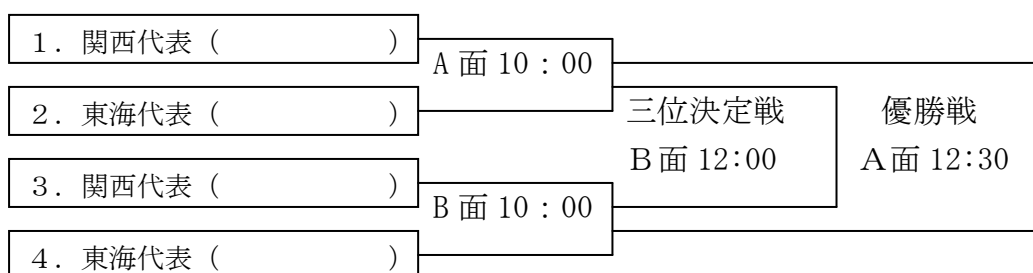 １．関西代表（　　　　　　　）
A 面 10：00
２．東海代表（　　　　　　　）
三位決定戦
Ｂ面 12:00
優勝戦
Ａ面 12:30
３．関西代表（　　　　　　　）
B 面 10：00
４．東海代表（　　　　　　　）